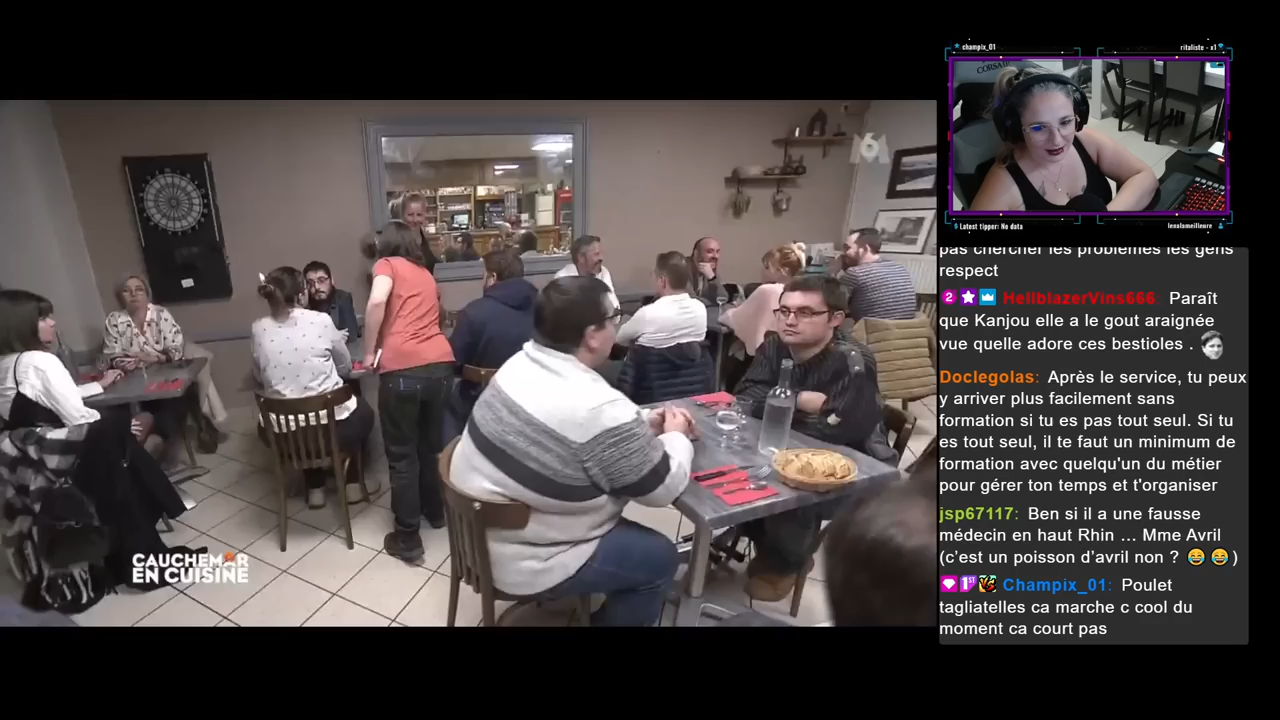 champix_01
ritaliste - x1
CORSAIR
M6
Latest tipper: No data
lenalameilleure
CAUCHEMAR
EN CUISINE
pas chercher les problèmes les gens
respect
2 HellblazerVins666: Paraît
que Kanjou elle a le gout araignée
vue quelle adore ces bestioles .
Doclegolas: Après le service, tu peux
y arriver plus facilement sans
formation si tu es pas tout seul. Si tu
es tout seul, il te faut un minimum de
formation avec quelqu'un du métier
pour gérer ton temps et t'organiser
jsp67117: Ben si il a une fausse
médecin en haut Rhin … Mme Avril
(c'est un poisson d'avril non ? 😂 😂 )
1ST Champix_01: Poulet
tagliatelles ca marche c cool du
moment ca court pas